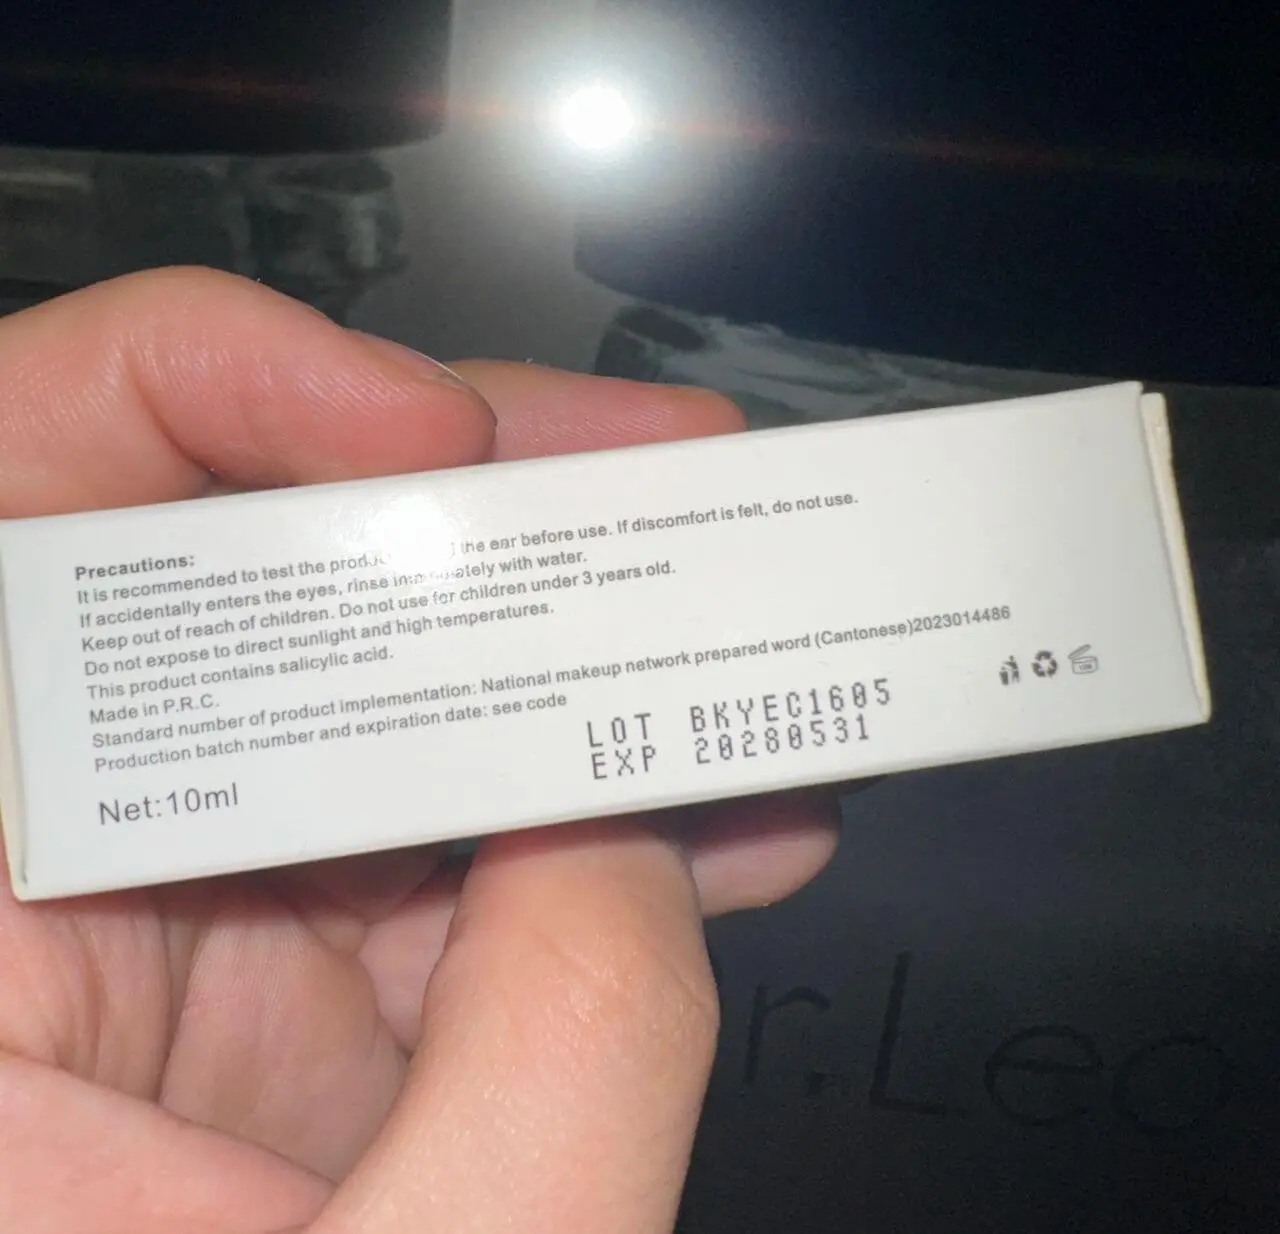 Precautions:
It is recommended to test the the ear before use. If discomfort is felt, do not use.
If accidentally enters the eyes, rinse immediately with water.
Keep out of reach of children. Do not use for children under 3 years old.
Do not expose to direct sunlight and high temperatures.
This product contains salicylic acid.
Made in P.R.C.
Standard number of product implementation: National makeup network prepared word (Cantonese)2023014486
Production batch number and expiration date: see code
LOT BKYEC1605
EXP 20280531
Net:10ml
r.Leo